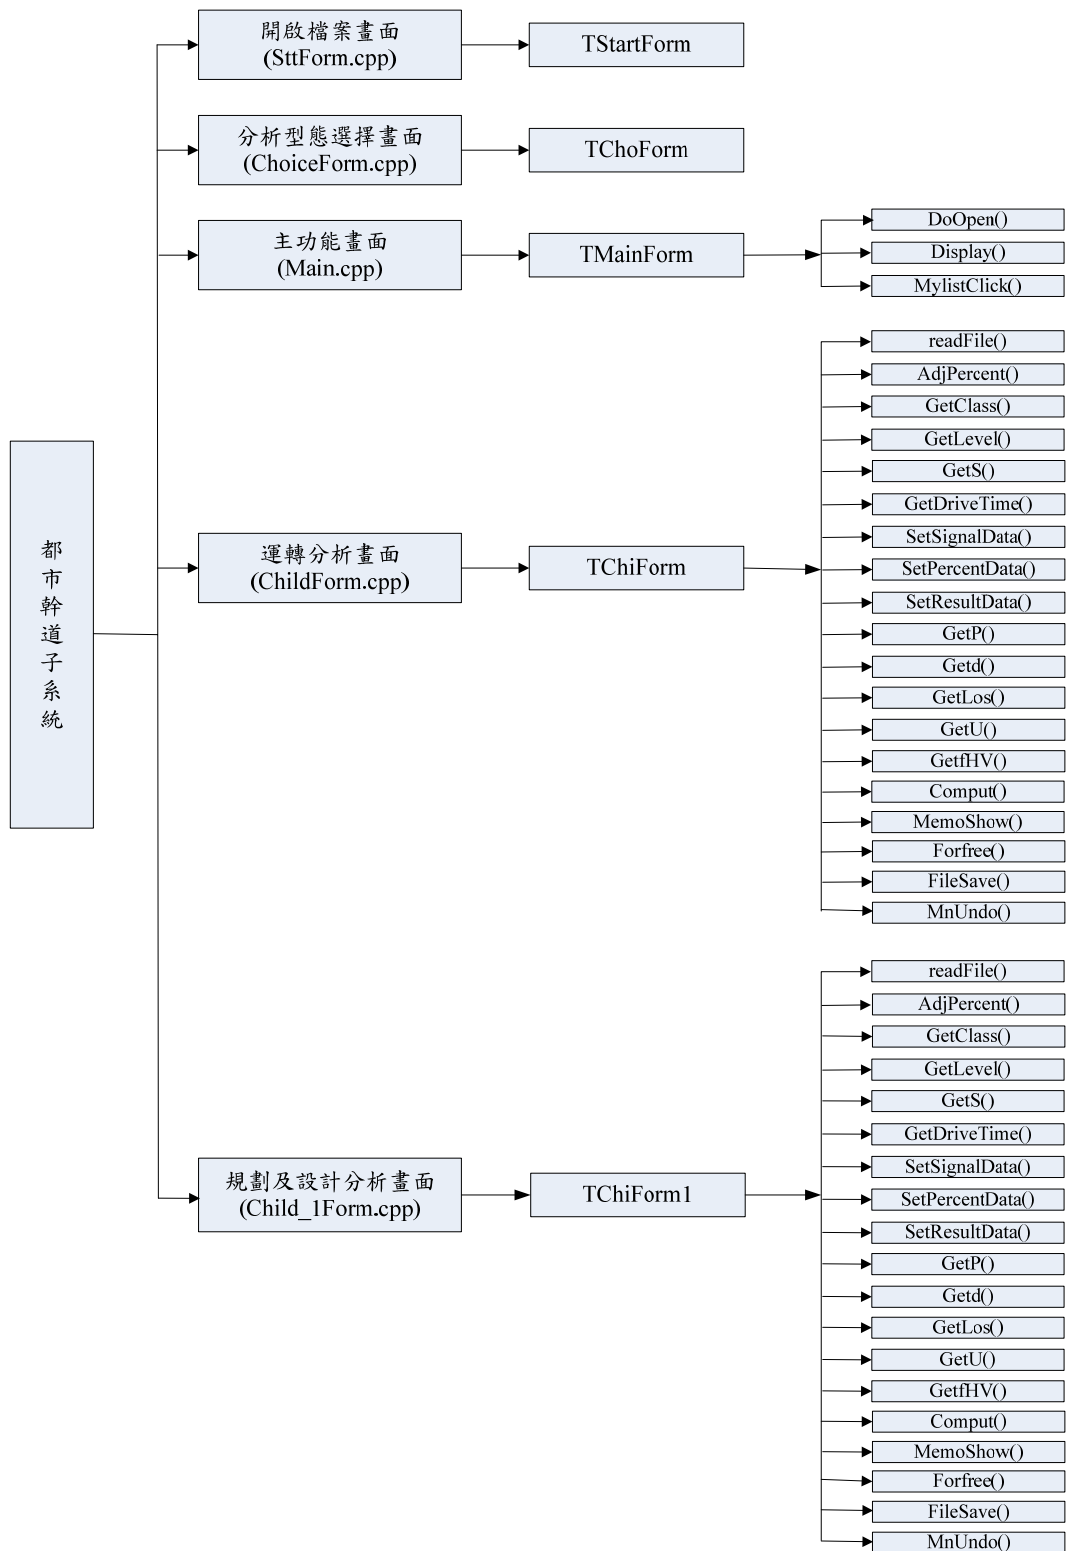 都市幹道子系統
開啟檔案畫面
(SttForm.cpp)
TStartForm
分析型態選擇畫面
(ChoiceForm.cpp)
TChoForm
主功能畫面
(Main.cpp)
TMainForm
DoOpen()
Display()
MylistClick()
運轉分析畫面
(ChildForm.cpp)
TChiForm
readFile()
AdjPercent()
GetClass()
GetLevel()
GetS()
GetDriveTime()
SetSignalData()
SetPercentData()
SetResultData()
GetP()
Getd()
GetLos()
GetU()
GetfHV()
Comput()
MemoShow()
Forfree()
FileSave()
MnUndo()
規劃及設計分析畫面
(Child_1Form.cpp)
TChiForm1
readFile()
AdjPercent()
GetClass()
GetLevel()
GetS()
GetDriveTime()
SetSignalData()
SetPercentData()
SetResultData()
GetP()
Getd()
GetLos()
GetU()
GetfHV()
Comput()
MemoShow()
Forfree()
FileSave()
MnUndo()